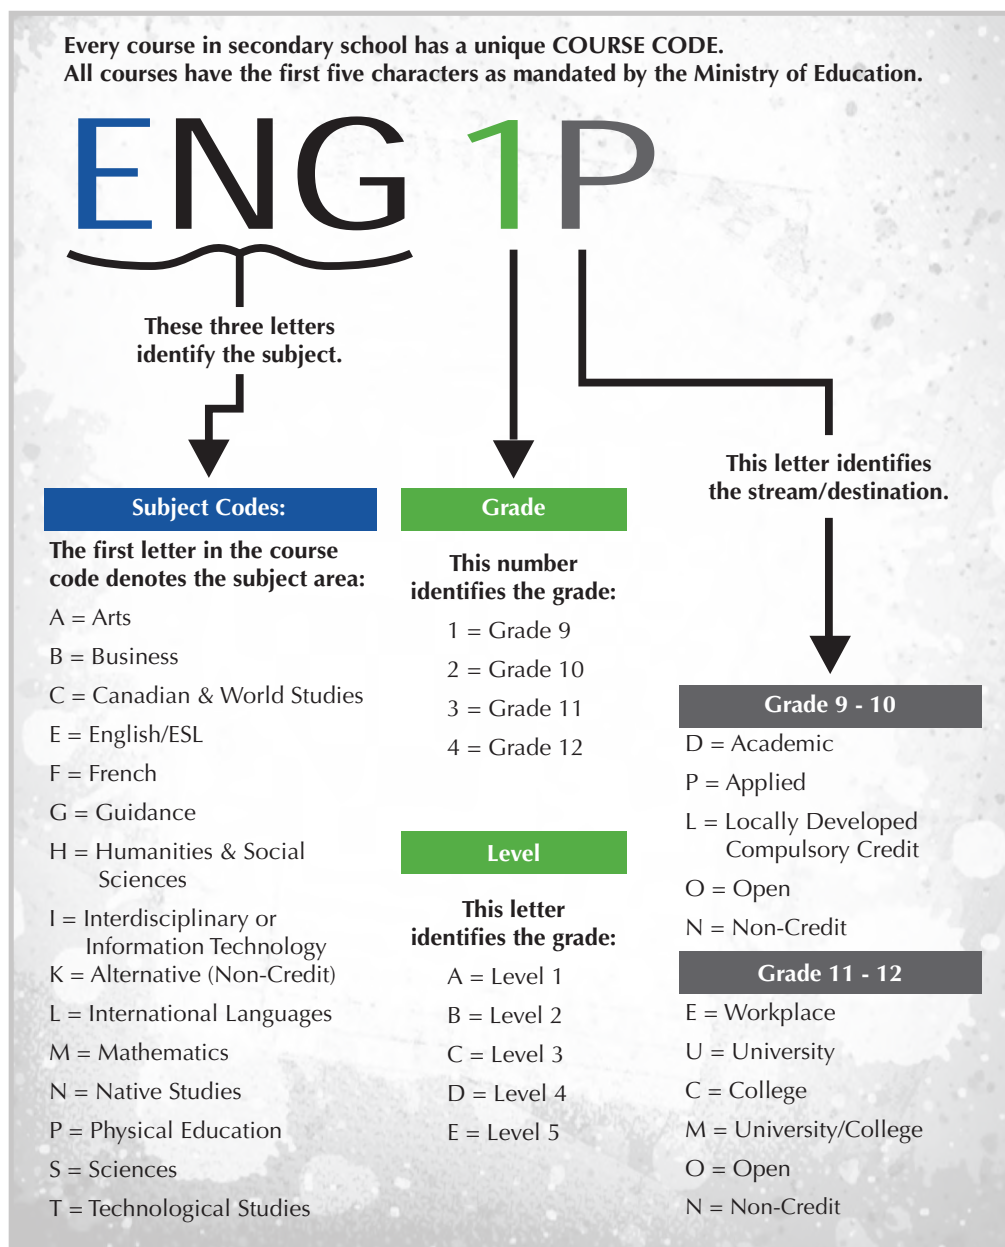 Every course in secondary school has a unique COURSE CODE.
All courses have the first five characters as mandated by the Ministry of Education.
ENG 1P
These three letters
identify the subject.
Subject Codes:
The first letter in the course
code denotes the subject area:
A = Arts
B = Business
C = Canadian & World Studies
E = English/ESL
F = French
G = Guidance
H = Humanities & Social
Sciences
I = Interdisciplinary or
Information Technology
K = Alternative (Non-Credit)
L = International Languages
M = Mathematics
N = Native Studies
P = Physical Education
S = Sciences
T = Technological Studies
Grade
This number
identifies the grade:
1 = Grade 9
2 = Grade 10
3 = Grade 11
4 = Grade 12
Level
This letter
identifies the grade:
A = Level 1
B = Level 2
C = Level 3
D = Level 4
E = Level 5
This letter identifies
the stream/destination.
Grade 9 - 10
D = Academic
P = Applied
L = Locally Developed
Compulsory Credit
O = Open
N = Non-Credit
Grade 11 - 12
E = Workplace
U = University
C = College
M = University/College
O = Open
N = Non-Credit